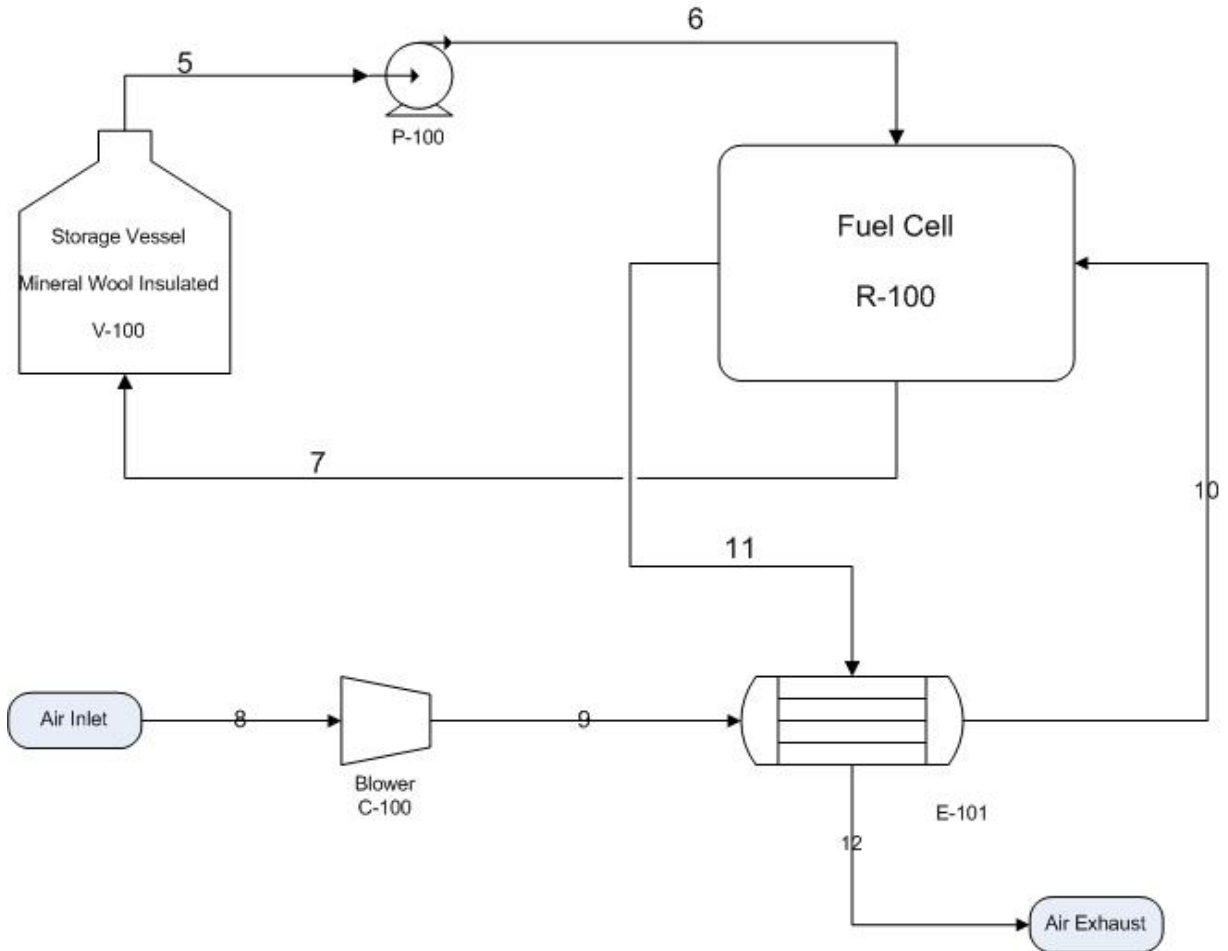 6
5
P-100
Storage Vessel
Mineral Wool Insulated
V-100
Fuel Cell
R-100
7
10
11
Air Inlet
8
9
Blower
C-100
E-101
12
Air Exhaust